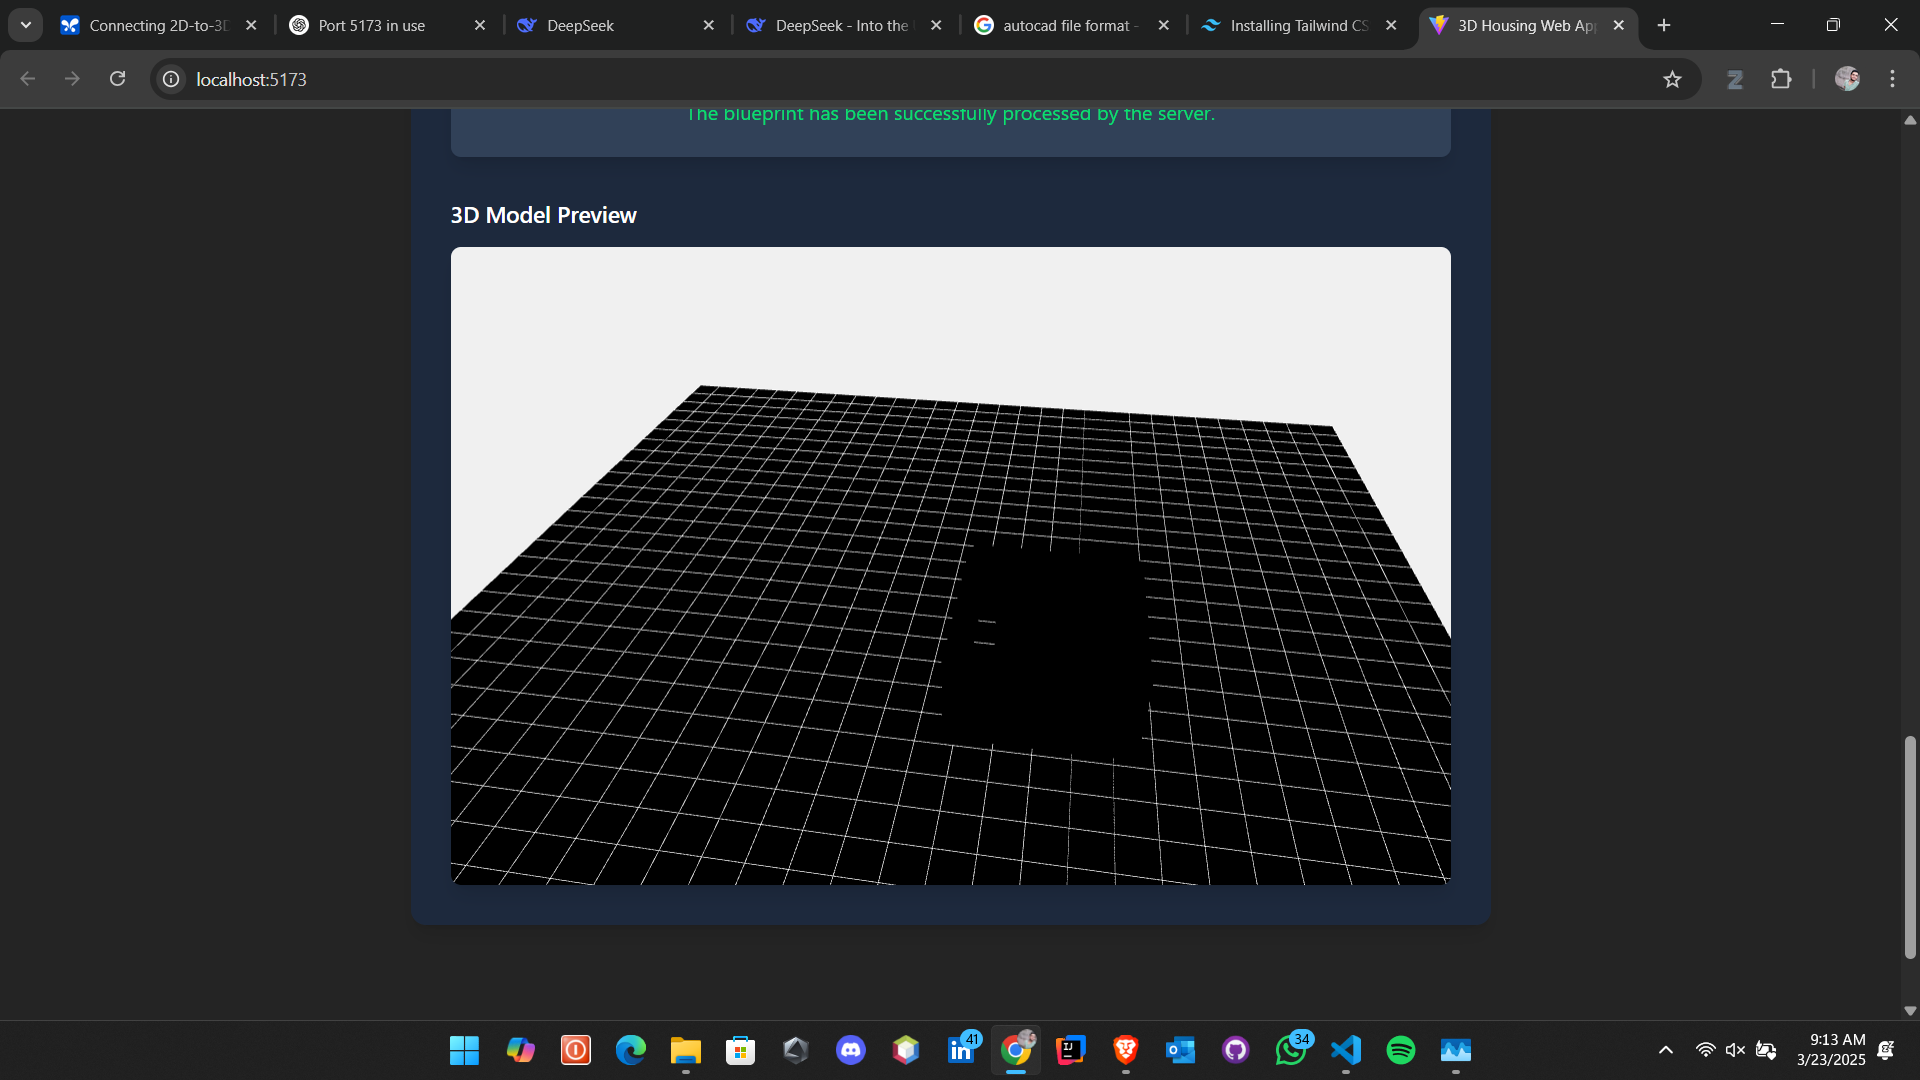 Connecting 2D-to-3D
Port 5173 in use
DeepSeek
DeepSeek - Into the
autocad file format -
Installing Tailwind CS
3D Housing Web App
localhost:5173
The blueprint has been successfully processed by the server.
3D Model Preview
41
34
9:13 AM
3/23/2025